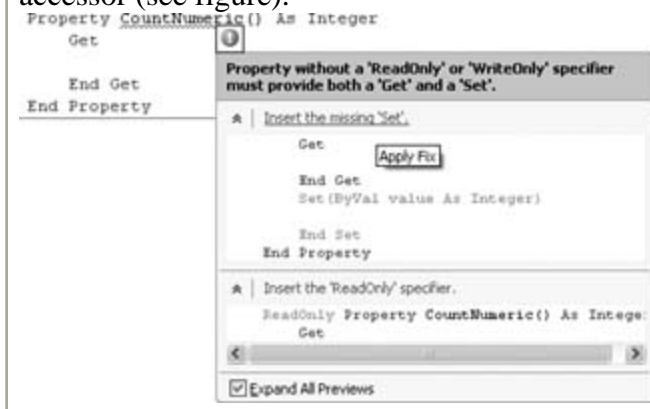 accessor (see figure).
Property CountNumeric() As Integer
Get
End Get
End Property
Property without a 'ReadOnly' or 'WriteOnly' specifier
must provide both a 'Get' and a 'Set'.
Insert the missing 'Set'.
Get
Apply Fix
End Get
Set(ByVal value As Integer)
End Set
End Property
Insert the 'ReadOnly' specifier.
ReadOnly Property CountNumeric() As Intege
Get
Expand All Previews